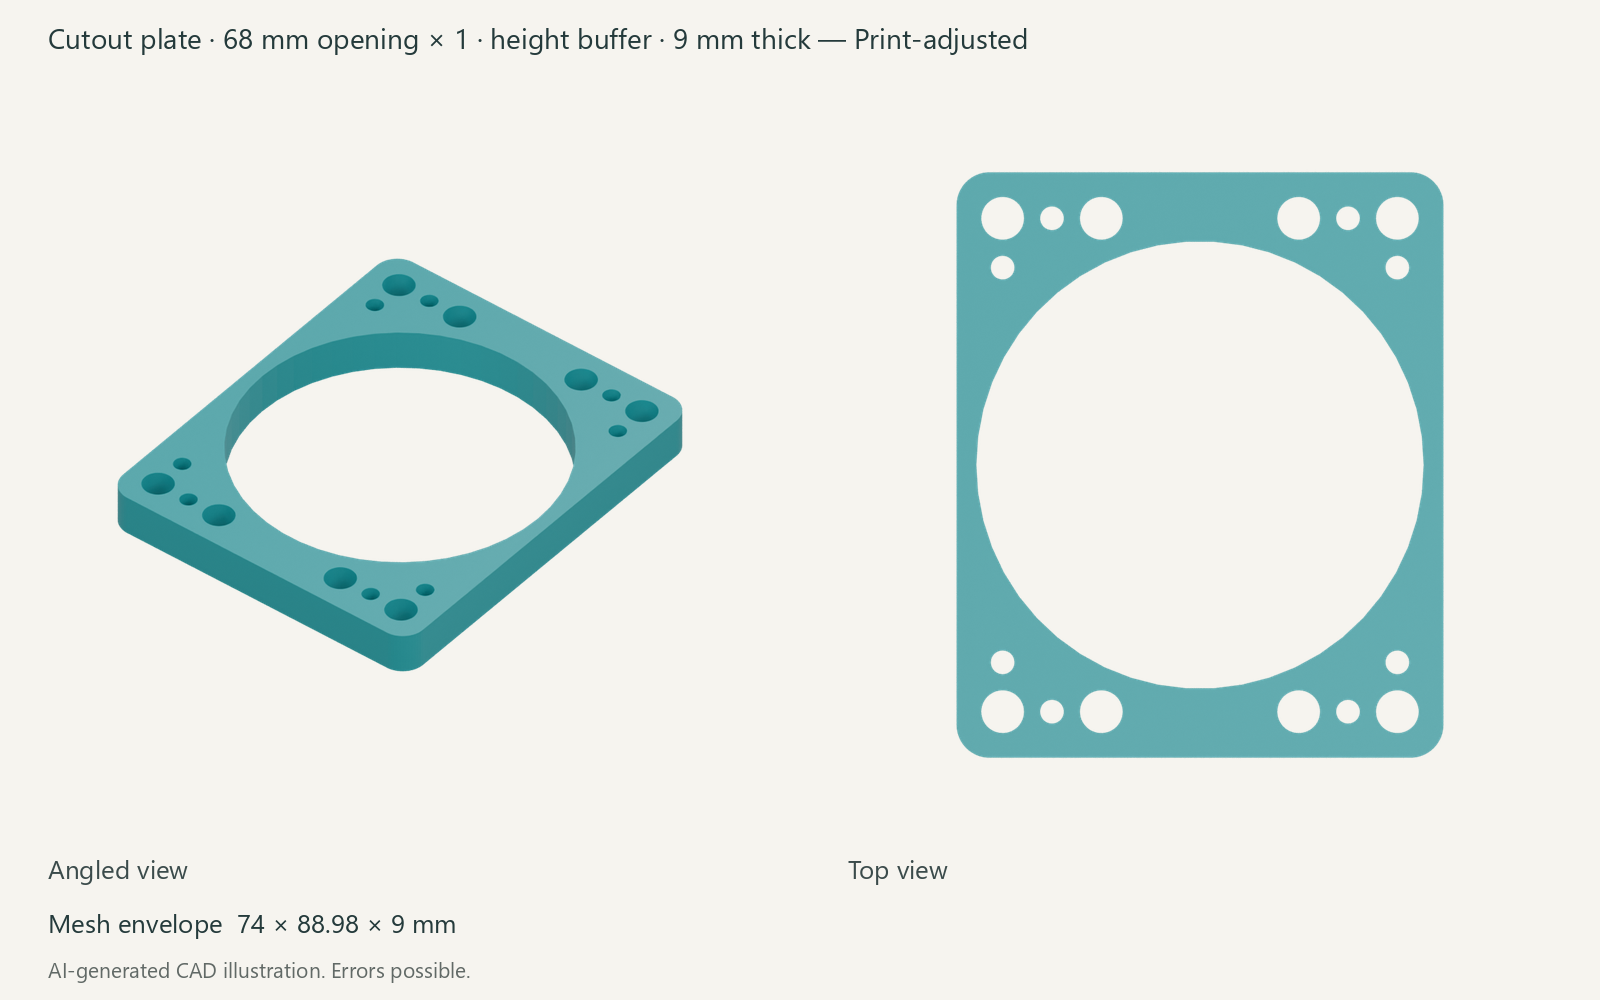 Cutout plate · 68 mm opening × 1 · height buffer · 9 mm thick — Print-adjusted
Angled view
Top view
Mesh envelope 74 × 88.98 × 9 mm
AI-generated CAD illustration. Errors possible.